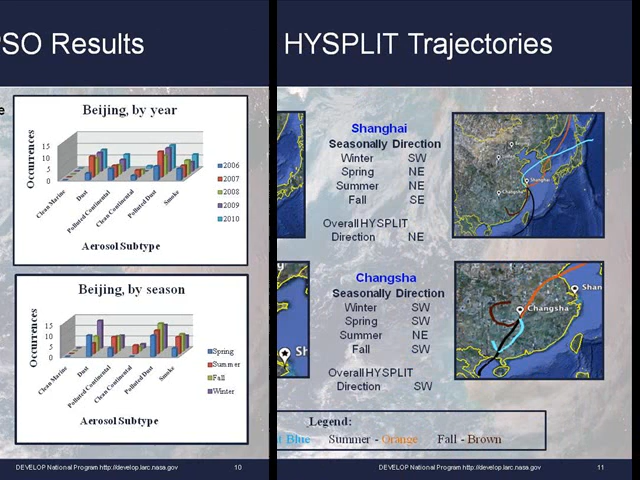 SO Results
Beijing, by year
Occurrences
15
10
5
0
Clean Marine
Dust
Polluted Continental
Clean Continental
Polluted Dust
Smoke
2006
2007
2008
2009
2010
Aerosol Subtype
Beijing, by season
Occurrences
15
10
5
0
Clean Marine
Dust
Polluted Continental
Clean Continental
Polluted Dust
Smoke
Spring
Summer
Fall
Winter
Aerosol Subtype
DEVELOP National Program http://develop.larc.nasa.gov 10
HYSPLIT Trajectories
Shanghai
Seasonally Direction
Winter SW
Spring NE
Summer NE
Fall SE
Overall HYSPLIT
Direction NE
Shanghai
Changsha
Changsha
Seasonally Direction
Winter SW
Spring SW
Summer NE
Fall SW
Overall HYSPLIT
Direction SW
Sh
Shan
Changsha
Legend:
t Blue Summer - Orange Fall - Brown
DEVELOP National Program http://develop.larc.nasa.gov 11